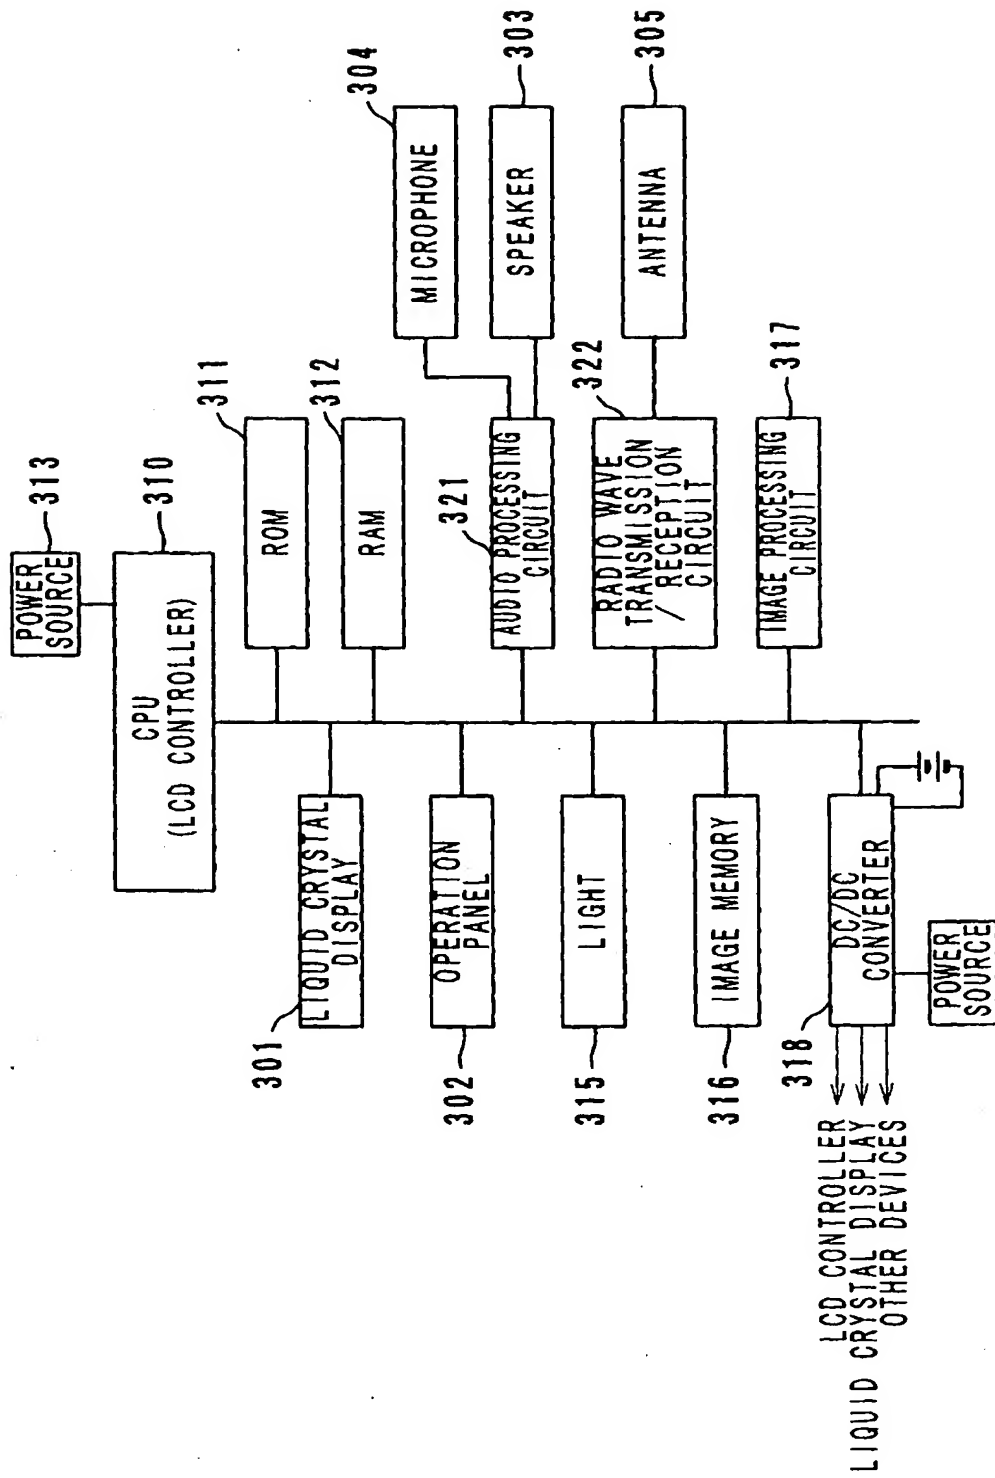 POWER
SOURCE
313
CPU
(LCD CONTROLLER)
310
ROM
311
RAM
312
LIQUID CRYSTAL
DISPLAY
301
OPERATION
PANEL
302
LIGHT
315
IMAGE MEMORY
316
DC/DC
CONVERTER
318
POWER
SOURCE
LCD CONTROLLER
LIQUID CRYSTAL DISPLAY
OTHER DEVICES
321
AUDIO PROCESSING
CIRCUIT
MICROPHONE
304
SPEAKER
303
RADIO WAVE
TRANSMISSION
/RECEPTION
CIRCUIT
322
ANTENNA
305
IMAGE PROCESSING
CIRCUIT
317